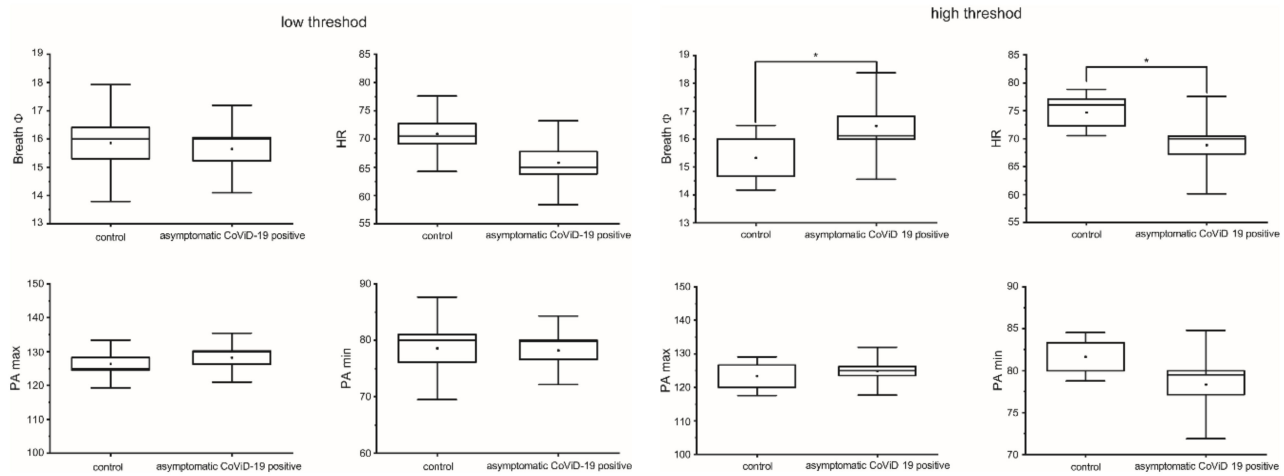 low threshod
high threshod
19
18
17
16
15
14
13
Breath Φ
control
asymptomatic CoViD-19 positive
85
80
75
70
65
60
55
HR
control
asymptomatic CoViD-19 positive
19
18
17
16
15
14
13
Breath Φ
*
control
asymptomatic CoViD 19 positive
85
80
75
70
65
60
55
HR
*
control
asymptomatic CoViD 19 positive
150
140
130
120
110
100
PA max
control
asymptomatic CoViD-19 positive
90
80
70
60
PA min
control
asymptomatic CoViD-19 positive
150
140
130
120
110
100
PA max
control
asymptomatic CoViD 19 positive
90
85
80
75
70
PA min
control
asymptomatic CoViD 19 positive